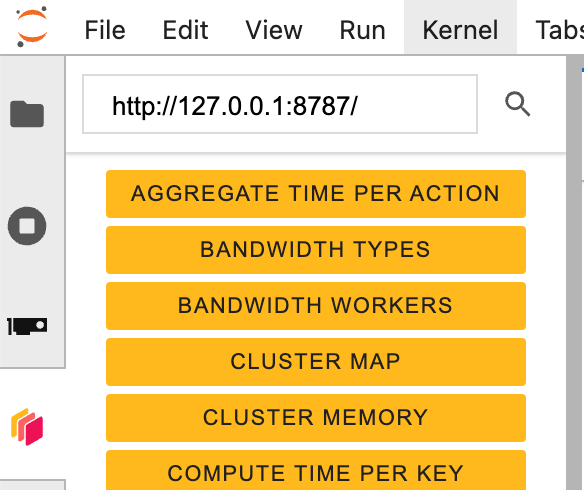 File Edit View Run Kernel Tabs
http://127.0.0.1:8787/
AGGREGATE TIME PER ACTION
BANDWIDTH TYPES
BANDWIDTH WORKERS
CLUSTER MAP
CLUSTER MEMORY
COMPUTE TIME PER KEY